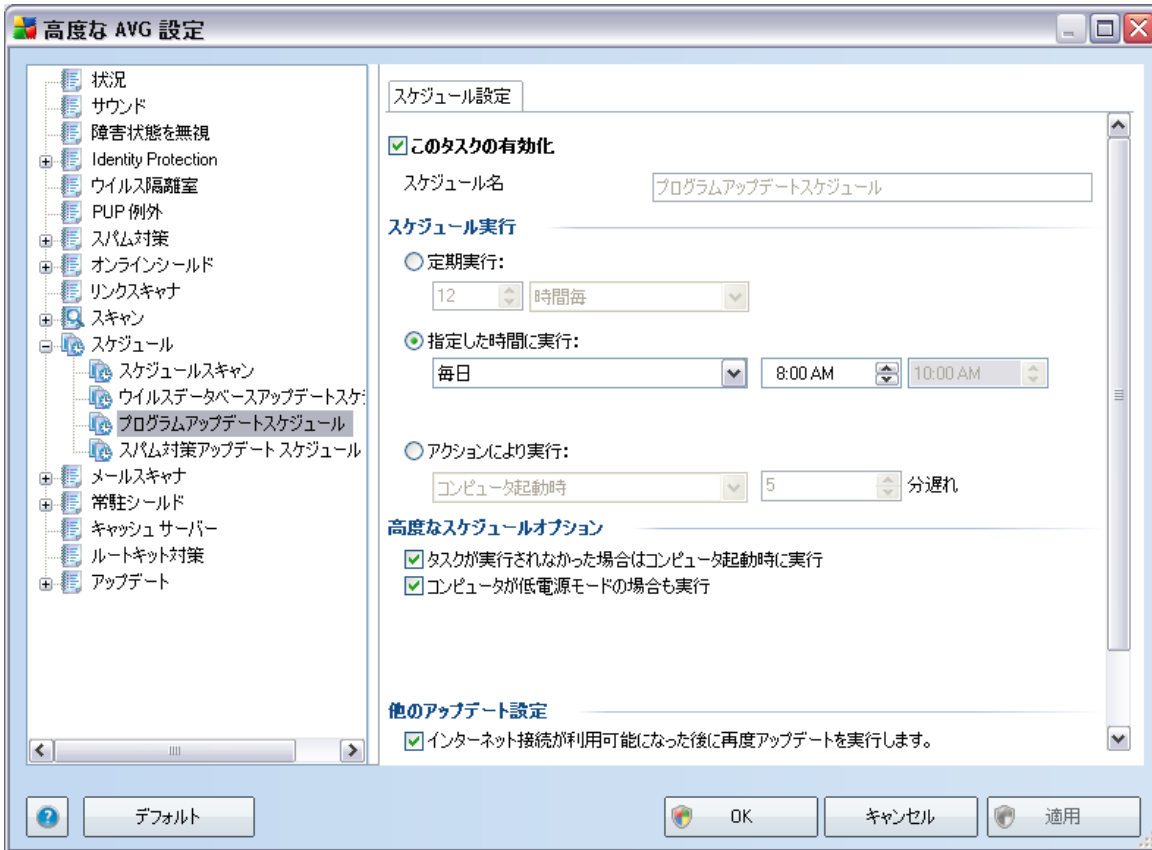 高度な AVG 設定
状況
サウンド
障害状態を無視
Identity Protection
ウイルス隔離室
PUP 例外
スパム対策
オンラインシールド
リンクスキャナ
スキャン
スケジュール
スケジュールスキャン
ウイルスデータベースアップデートスケ
プログラムアップデートスケジュール
スパム対策アップデート スケジュール
メールスキャナ
常駐シールド
キャッシュ サーバー
ルートキット対策
アップデート
スケジュール設定
このタスクの有効化
スケジュール名 プログラムアップデートスケジュール
スケジュール実行
定期実行:
12 時間毎
指定した時間に実行:
毎日 8:00 AM 10:00 AM
アクションにより実行:
コンピュータ起動時 5 分遅れ
高度なスケジュールオプション
タスクが実行されなかった場合はコンピュータ起動時に実行
コンピュータが低電源モードの場合も実行
他のアップデート設定
インターネット接続が利用可能になった後に再度アップデートを実行します。
デフォルト OK キャンセル 適用